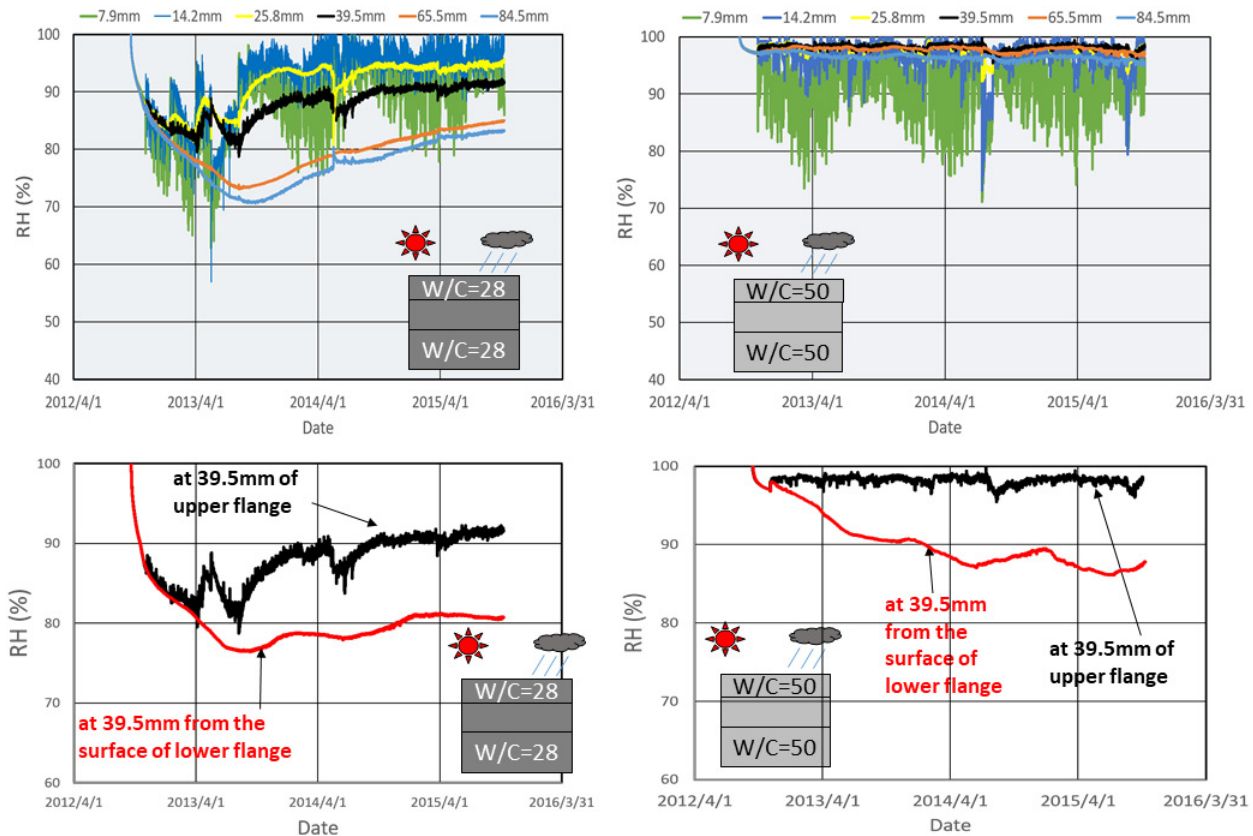 7.9mm 14.2mm 25.8mm 39.5mm 65.5mm 84.5mm
100
90
80
70
60
50
40
RH (%)
W/C=28
W/C=28
2012/4/1 2013/4/1 2014/4/1 2015/4/1 2016/3/31
Date
7.9mm 14.2mm 25.8mm 39.5mm 65.5mm 84.5mm
100
90
80
70
60
50
40
RH (%)
W/C=50
W/C=50
2012/4/1 2013/4/1 2014/4/1 2015/4/1 2016/3/31
Date
100
90
80
70
60
RH (%)
at 39.5mm of
upper flange
at 39.5mm from the
surface of lower flange
W/C=28
W/C=28
2012/4/1 2013/4/1 2014/4/1 2015/4/1 2016/3/31
Date
100
90
80
70
60
RH (%)
at 39.5mm
from the
surface of
lower flange
at 39.5mm of
upper flange
W/C=50
W/C=50
2012/4/1 2013/4/1 2014/4/1 2015/4/1 2016/3/31
Date